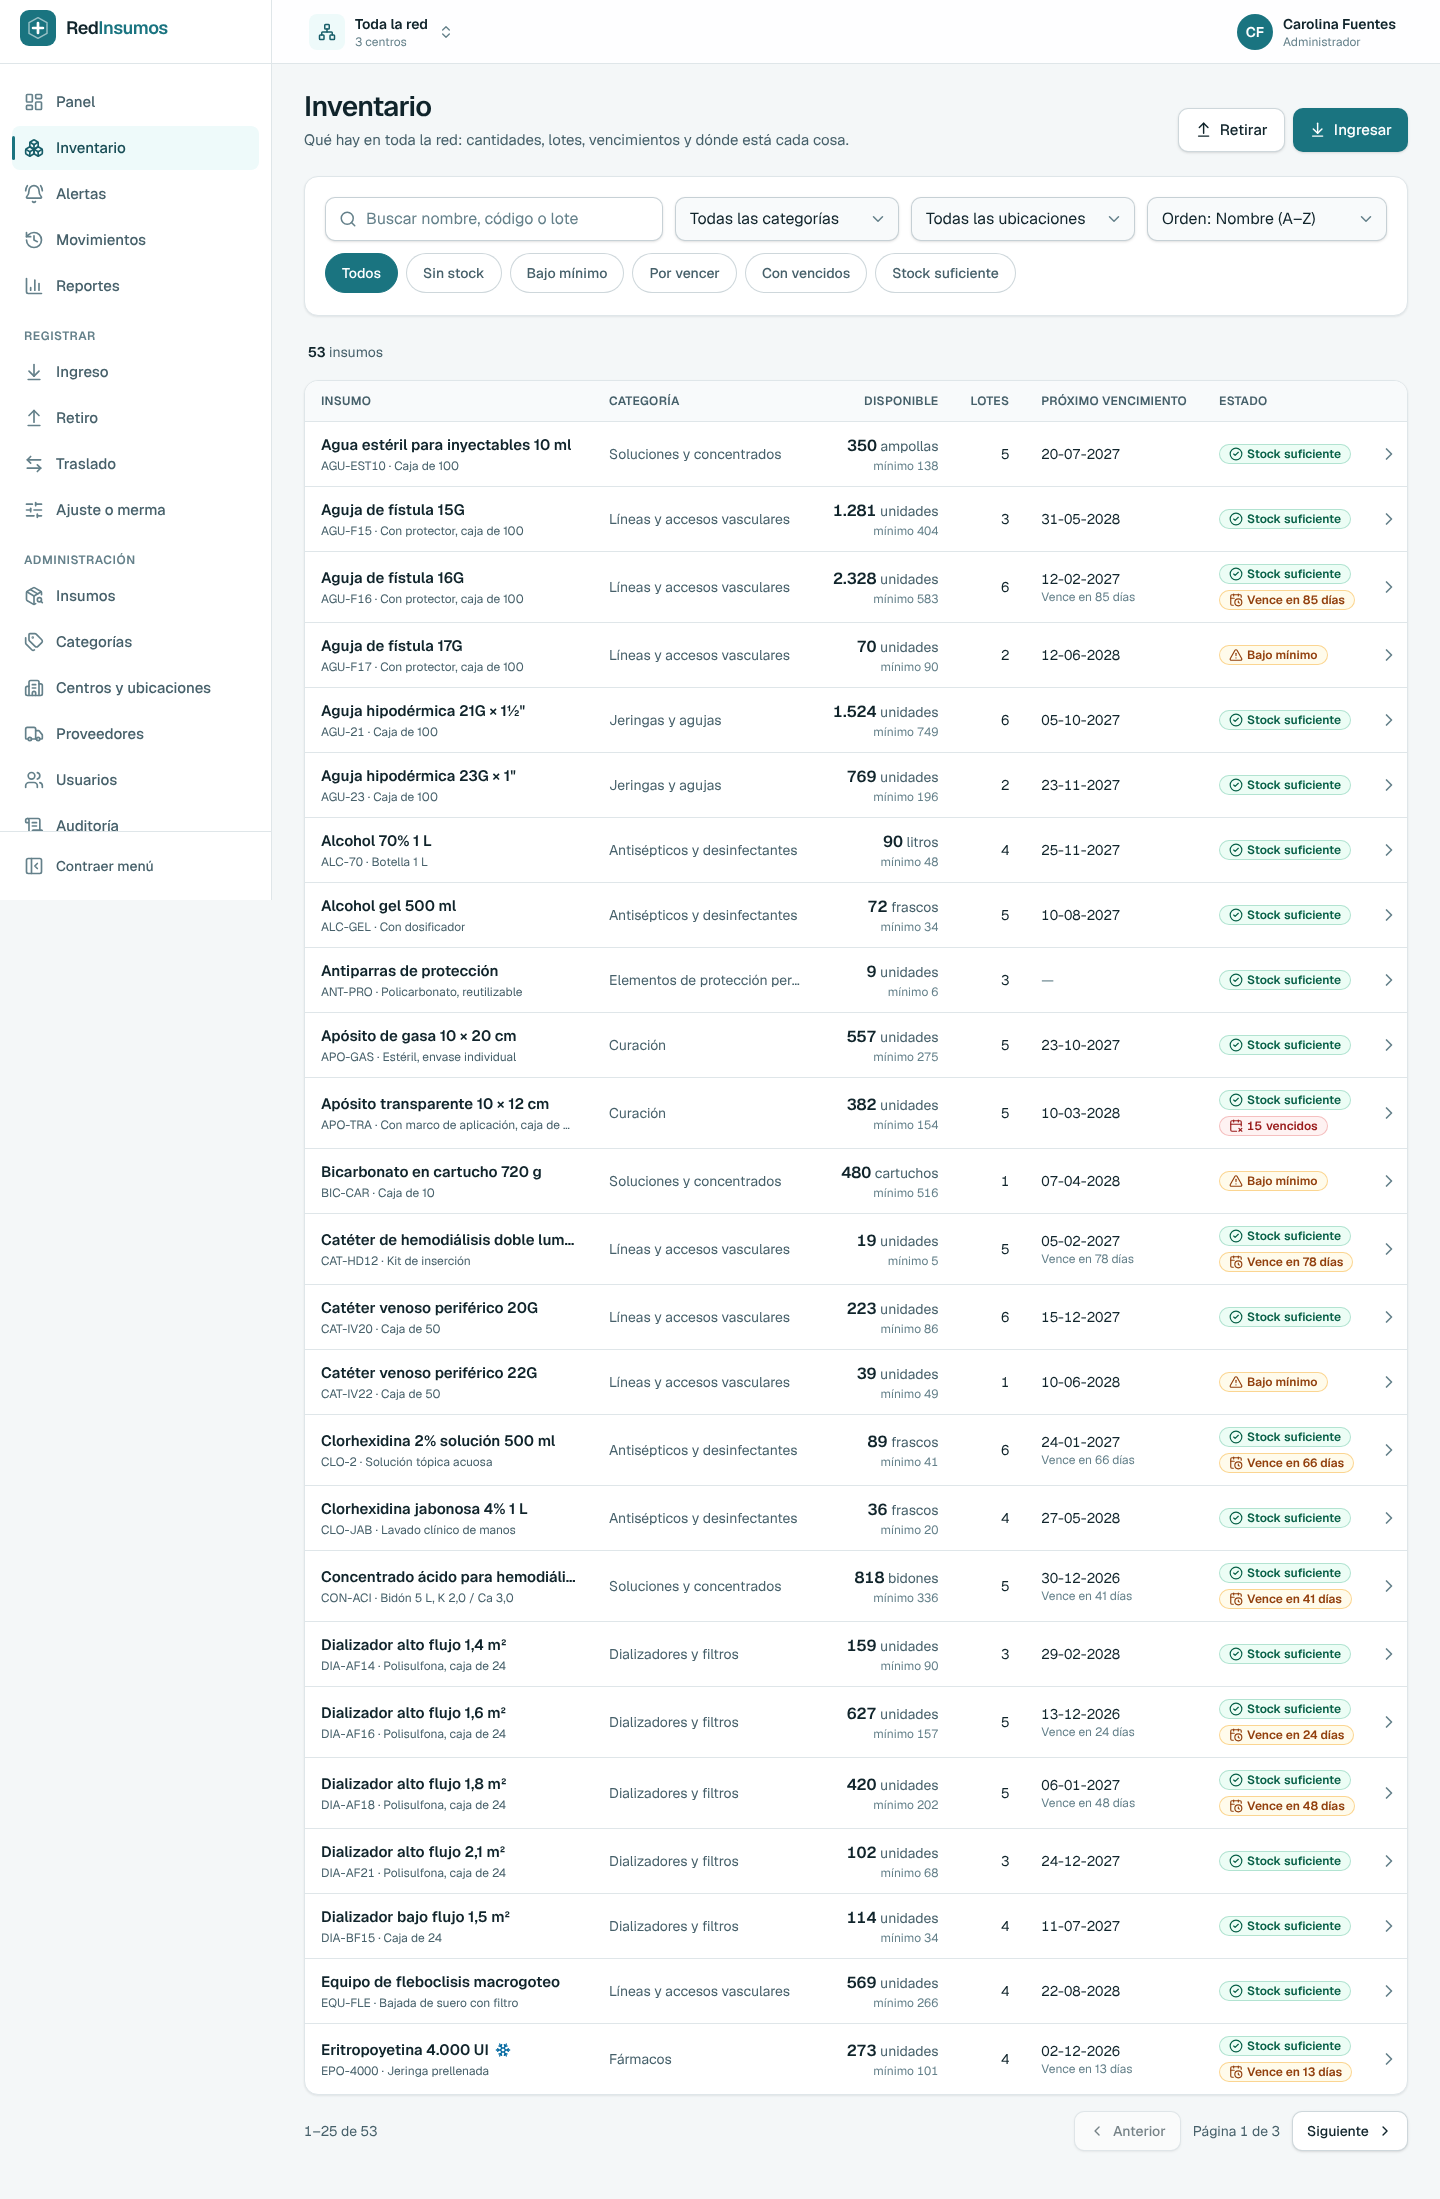 RedInsumos
Toda la red
3 centros
CF
Carolina Fuentes
Administrador
Panel
Inventario
Alertas
Movimientos
Reportes
REGISTRAR
Ingreso
Retiro
Traslado
Ajuste o merma
ADMINISTRACIÓN
Insumos
Categorías
Centros y ubicaciones
Proveedores
Usuarios
Auditoría
Contraer menú
Inventario
Qué hay en toda la red: cantidades, lotes, vencimientos y dónde está cada cosa.
Retirar
Ingresar
Buscar nombre, código o lote
Todas las categorías
Todas las ubicaciones
Orden: Nombre (A–Z)
Todos
Sin stock
Bajo mínimo
Por vencer
Con vencidos
Stock suficiente
53 insumos
INSUMO CATEGORÍA DISPONIBLE LOTES PRÓXIMO VENCIMIENTO ESTADO
Agua estéril para inyectables 10 ml
AGU-EST10 · Caja de 100
Soluciones y concentrados
350 ampollas
mínimo 138
5
20-07-2027
Stock suficiente
Aguja de fístula 15G
AGU-F15 · Con protector, caja de 100
Líneas y accesos vasculares
1.281 unidades
mínimo 404
3
31-05-2028
Stock suficiente
Aguja de fístula 16G
AGU-F16 · Con protector, caja de 100
Líneas y accesos vasculares
2.328 unidades
mínimo 583
6
12-02-2027
Vence en 85 días
Stock suficiente
Vence en 85 días
Aguja de fístula 17G
AGU-F17 · Con protector, caja de 100
Líneas y accesos vasculares
70 unidades
mínimo 90
2
12-06-2028
Bajo mínimo
Aguja hipodérmica 21G × 1½"
AGU-21 · Caja de 100
Jeringas y agujas
1.524 unidades
mínimo 749
6
05-10-2027
Stock suficiente
Aguja hipodérmica 23G × 1"
AGU-23 · Caja de 100
Jeringas y agujas
769 unidades
mínimo 196
2
23-11-2027
Stock suficiente
Alcohol 70% 1 L
ALC-70 · Botella 1 L
Antisépticos y desinfectantes
90 litros
mínimo 48
4
25-11-2027
Stock suficiente
Alcohol gel 500 ml
ALC-GEL · Con dosificador
Antisépticos y desinfectantes
72 frascos
mínimo 34
5
10-08-2027
Stock suficiente
Antiparras de protección
ANT-PRO · Policarbonato, reutilizable
Elementos de protección per...
9 unidades
mínimo 6
3
—
Stock suficiente
Apósito de gasa 10 × 20 cm
APO-GAS · Estéril, envase individual
Curación
557 unidades
mínimo 275
5
23-10-2027
Stock suficiente
Apósito transparente 10 × 12 cm
APO-TRA · Con marco de aplicación, caja de ...
Curación
382 unidades
mínimo 154
5
10-03-2028
Stock suficiente
15 vencidos
Bicarbonato en cartucho 720 g
BIC-CAR · Caja de 10
Soluciones y concentrados
480 cartuchos
mínimo 516
1
07-04-2028
Bajo mínimo
Catéter de hemodiálisis doble lum...
CAT-HD12 · Kit de inserción
Líneas y accesos vasculares
19 unidades
mínimo 5
5
05-02-2027
Vence en 78 días
Stock suficiente
Vence en 78 días
Catéter venoso periférico 20G
CAT-IV20 · Caja de 50
Líneas y accesos vasculares
223 unidades
mínimo 86
6
15-12-2027
Stock suficiente
Catéter venoso periférico 22G
CAT-IV22 · Caja de 50
Líneas y accesos vasculares
39 unidades
mínimo 49
1
10-06-2028
Bajo mínimo
Clorhexidina 2% solución 500 ml
CLO-2 · Solución tópica acuosa
Antisépticos y desinfectantes
89 frascos
mínimo 41
6
24-01-2027
Vence en 66 días
Stock suficiente
Vence en 66 días
Clorhexidina jabonosa 4% 1 L
CLO-JAB · Lavado clínico de manos
Antisépticos y desinfectantes
36 frascos
mínimo 20
4
27-05-2028
Stock suficiente
Concentrado ácido para hemodiáli...
CON-ACI · Bidón 5 L, K 2,0 / Ca 3,0
Soluciones y concentrados
818 bidones
mínimo 336
5
30-12-2026
Vence en 41 días
Stock suficiente
Vence en 41 días
Dializador alto flujo 1,4 m²
DIA-AF14 · Polisulfona, caja de 24
Dializadores y filtros
159 unidades
mínimo 90
3
29-02-2028
Stock suficiente
Dializador alto flujo 1,6 m²
DIA-AF16 · Polisulfona, caja de 24
Dializadores y filtros
627 unidades
mínimo 157
5
13-12-2026
Vence en 24 días
Stock suficiente
Vence en 24 días
Dializador alto flujo 1,8 m²
DIA-AF18 · Polisulfona, caja de 24
Dializadores y filtros
420 unidades
mínimo 202
5
06-01-2027
Vence en 48 días
Stock suficiente
Vence en 48 días
Dializador alto flujo 2,1 m²
DIA-AF21 · Polisulfona, caja de 24
Dializadores y filtros
102 unidades
mínimo 68
3
24-12-2027
Stock suficiente
Dializador bajo flujo 1,5 m²
DIA-BF15 · Caja de 24
Dializadores y filtros
114 unidades
mínimo 34
4
11-07-2027
Stock suficiente
Equipo de fleboclisis macrogoteo
EQU-FLE · Bajada de suero con filtro
Líneas y accesos vasculares
569 unidades
mínimo 266
4
22-08-2028
Stock suficiente
Eritropoyetina 4.000 UI
EPO-4000 · Jeringa prellenada
Fármacos
273 unidades
mínimo 101
4
02-12-2026
Vence en 13 días
Stock suficiente
Vence en 13 días
1–25 de 53
Anterior
Página 1 de 3
Siguiente